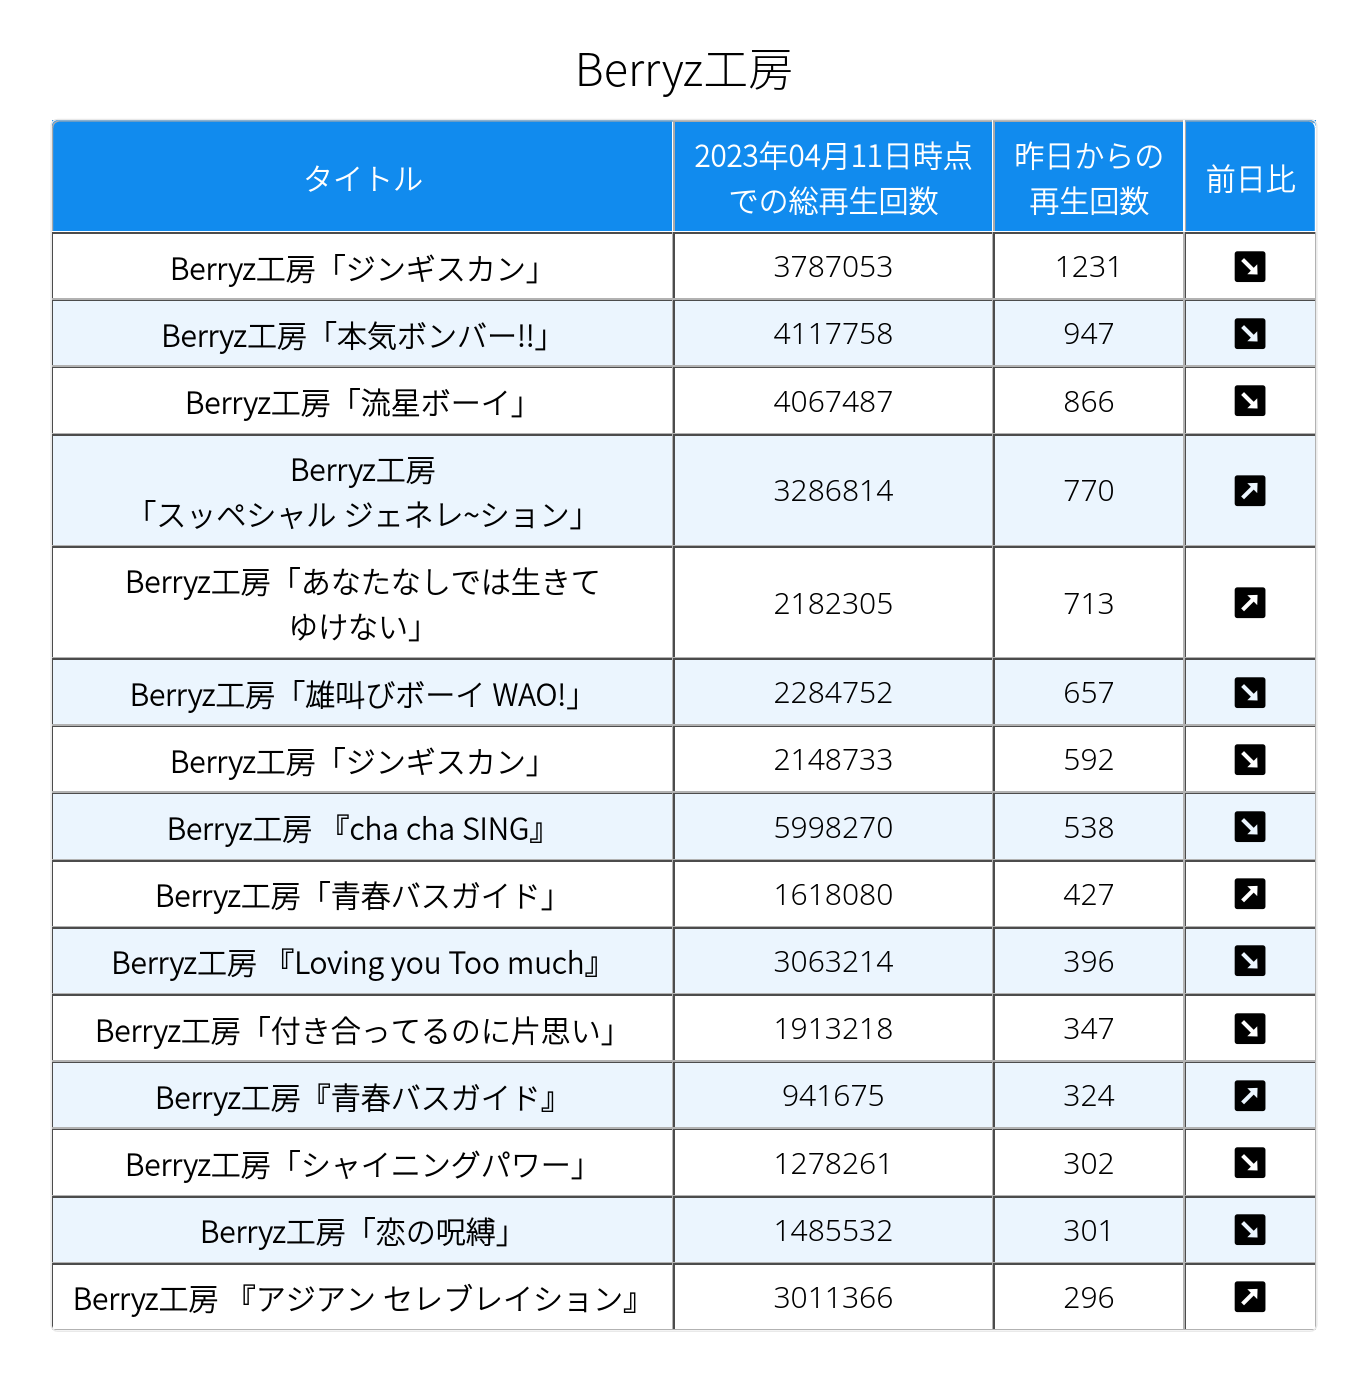 Berryz工房
タイトル
2023年04月11日時点
での総再生回数
昨日からの
再生回数
前日比
Berryz工房「ジンギスカン」 3787053 1231 ↘
Berryz工房「本気ボンバー!!」 4117758 947 ↘
Berryz工房「流星ボーイ」 4067487 866 ↘
Berryz工房
「スッペシャル ジェネレ~ション」 3286814 770 ↗
Berryz工房「あなたなしでは生きて
ゆけない」 2182305 713 ↗
Berryz工房「雄叫びボーイ WAO!」 2284752 657 ↘
Berryz工房「ジンギスカン」 2148733 592 ↘
Berryz工房 『cha cha SING』 5998270 538 ↘
Berryz工房「青春バスガイド」 1618080 427 ↗
Berryz工房 『Loving you Too much』 3063214 396 ↘
Berryz工房「付き合ってるのに片思い」 1913218 347 ↘
Berryz工房『青春バスガイド』 941675 324 ↗
Berryz工房「シャイニングパワー」 1278261 302 ↘
Berryz工房「恋の呪縛」 1485532 301 ↘
Berryz工房 『アジアン セレブレイション』 3011366 296 ↗